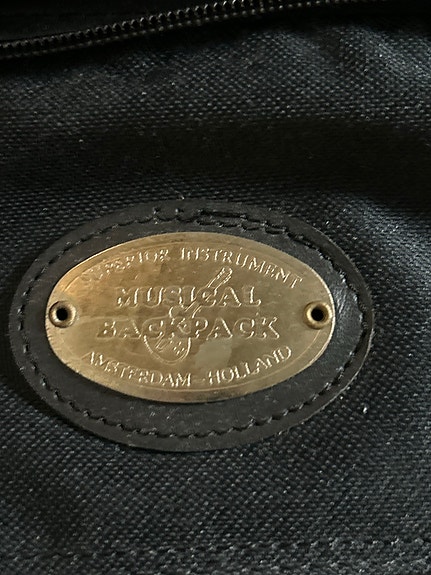 SUPERIOR INSTRUMENT
MUSICAL
BACKPACK
AMSTERDAM - HOLLAND